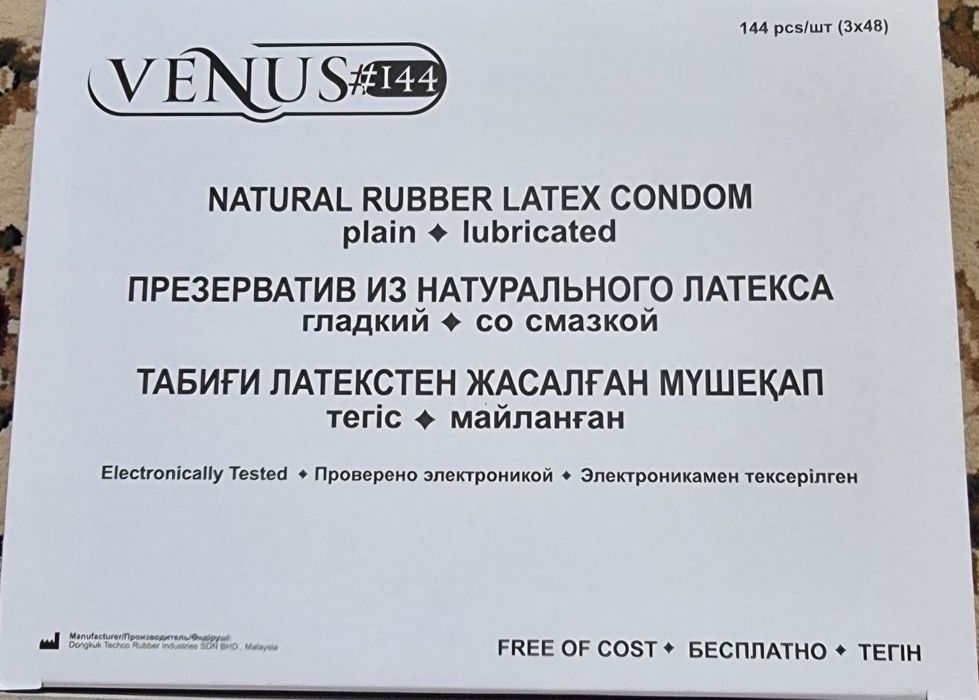 144 pcs/шт (3x48)
VENUS#144
NATURAL RUBBER LATEX CONDOM
plain ✦ lubricated
ПРЕЗЕРВАТИВ ИЗ НАТУРАЛЬНОГО ЛАТЕКСА
гладкий ✦ со смазкой
ТАБИҒИ ЛАТЕКСТЕН ЖАСАЛҒАН МҮШЕҚАП
тегіс ✦ майланған
Electronically Tested ✦ Проверено электроникой ✦ Электроникамен тексерілген
Manufacturer/Производитель/Өндіруші:
Dongkuk Techco Rubber Industries SDN BHD., Malaysia
FREE OF COST ✦ БЕСПЛАТНО ✦ ТЕГІН